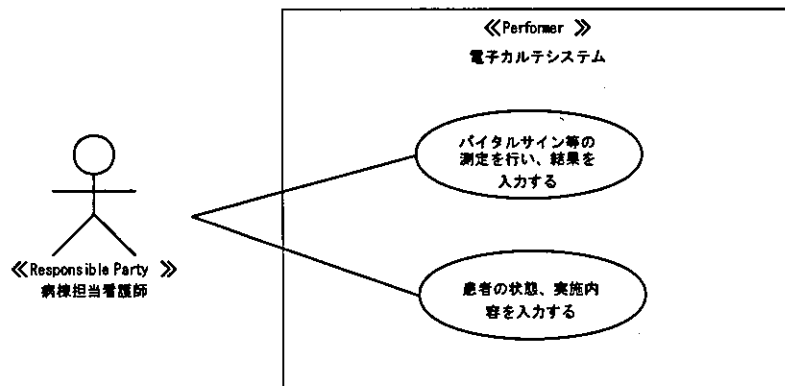 ≪Performer ≫
電子カルテシステム
バイタルサイン等の
測定を行い、結果を
入力する
≪Responsible Party ≫
病棟担当看護師
患者の状態、実施内
容を入力する